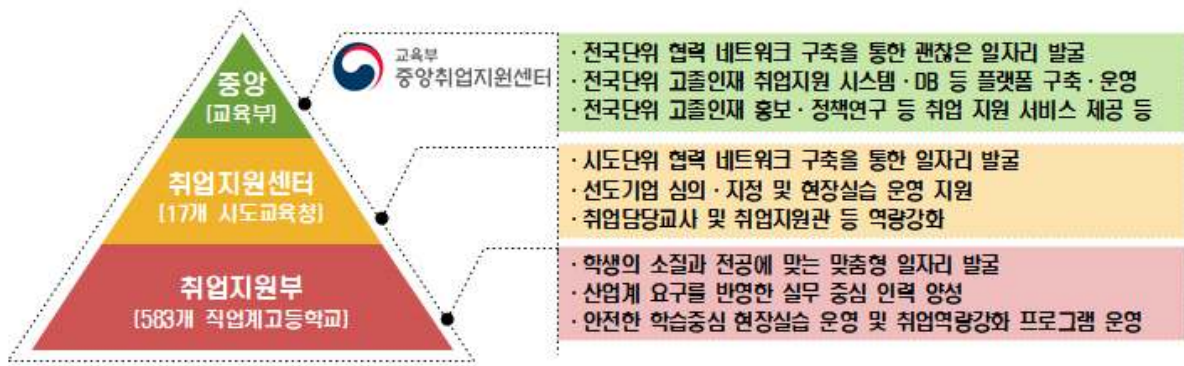 중앙
(교육부)
교육부
중앙취업지원센터
· 전국단위 협력 네트워크 구축을 통한 괜찮은 일자리 발굴
· 전국단위 고졸인재 취업지원 시스템 · DB 등 플랫폼 구축 · 운영
· 전국단위 고졸인재 홍보 · 정책연구 등 취업 지원 서비스 제공 등
취업지원센터
(17개 시도교육청)
· 시도단위 협력 네트워크 구축을 통한 일자리 발굴
· 선도기업 심의 · 지정 및 현장실습 운영 지원
· 취업담당교사 및 취업지원관 등 역량강화
취업지원부
(583개 직업계고등학교)
· 학생의 소질과 전공에 맞는 맞춤형 일자리 발굴
· 산업계 요구를 반영한 실무 중심 인력 양성
· 안전한 학습중심 현장실습 운영 및 취업역량강화 프로그램 운영